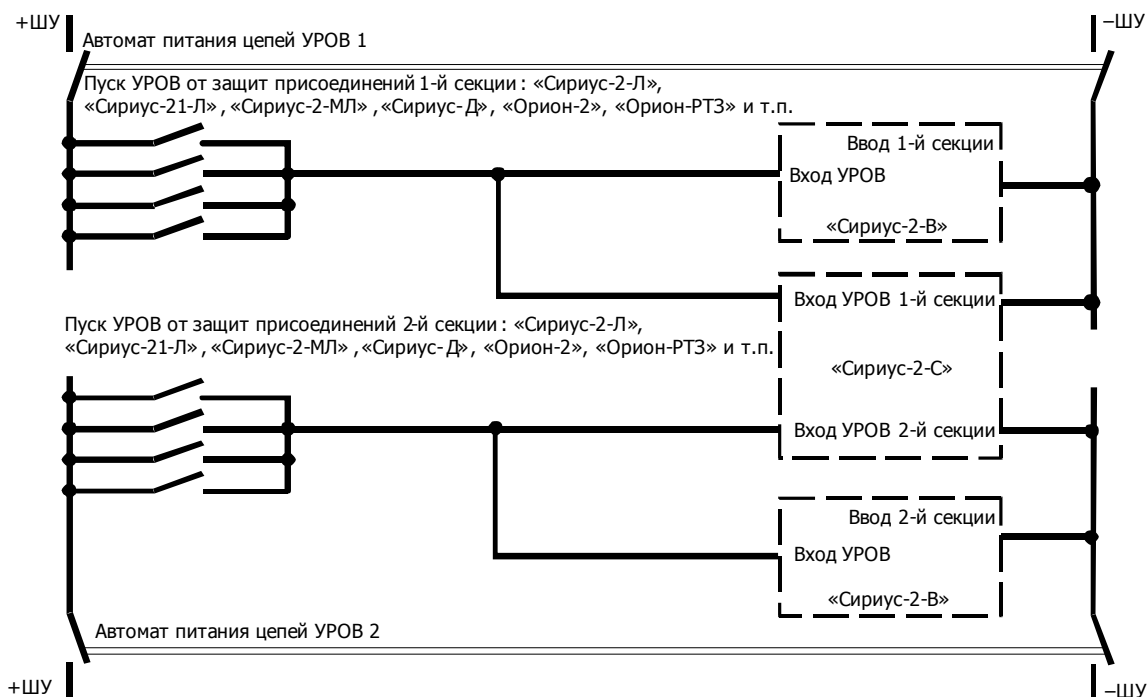 +ШУ
–ШУ
Автомат питания цепей УРОВ 1
Пуск УРОВ от защит присоединений 1-й секции: «Сириус-2-Л»,
«Сириус-21-Л», «Сириус-2-МЛ», «Сириус-Д», «Орион-2», «Орион-РТЗ» и т.п.
Ввод 1-й секции
Вход УРОВ
«Сириус-2-В»
Вход УРОВ 1-й секции
Пуск УРОВ от защит присоединений 2-й секции: «Сириус-2-Л»,
«Сириус-21-Л», «Сириус-2-МЛ», «Сириус-Д», «Орион-2», «Орион-РТЗ» и т.п.
«Сириус-2-С»
Вход УРОВ 2-й секции
Ввод 2-й секции
Вход УРОВ
«Сириус-2-В»
Автомат питания цепей УРОВ 2
+ШУ
–ШУ